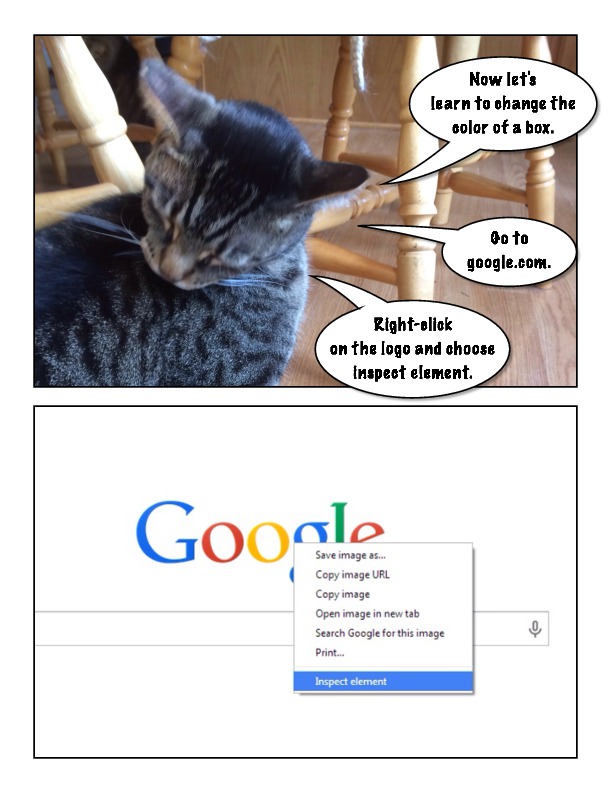 Now let's
learn to change the
color of a box.
Go to
google.com.
Right-click
on the logo and choose
inspect element.
Google
Save image as...
Copy image URL
Copy image
Open image in new tab
Search Google for this image
Print...
Inspect element